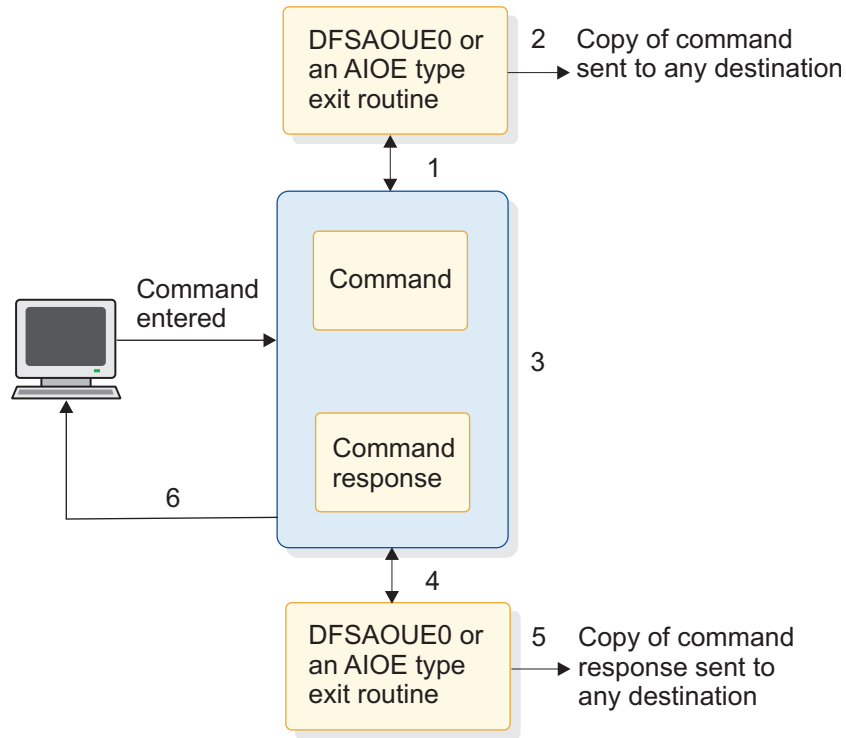 DFSAOUE0 or
an AIOE type
exit routine
2
Copy of command
sent to any destination
1
Command
entered
Command
3
Command
response
6
4
DFSAOUE0 or
an AIOE type
exit routine
5
Copy of command
response sent to
any destination